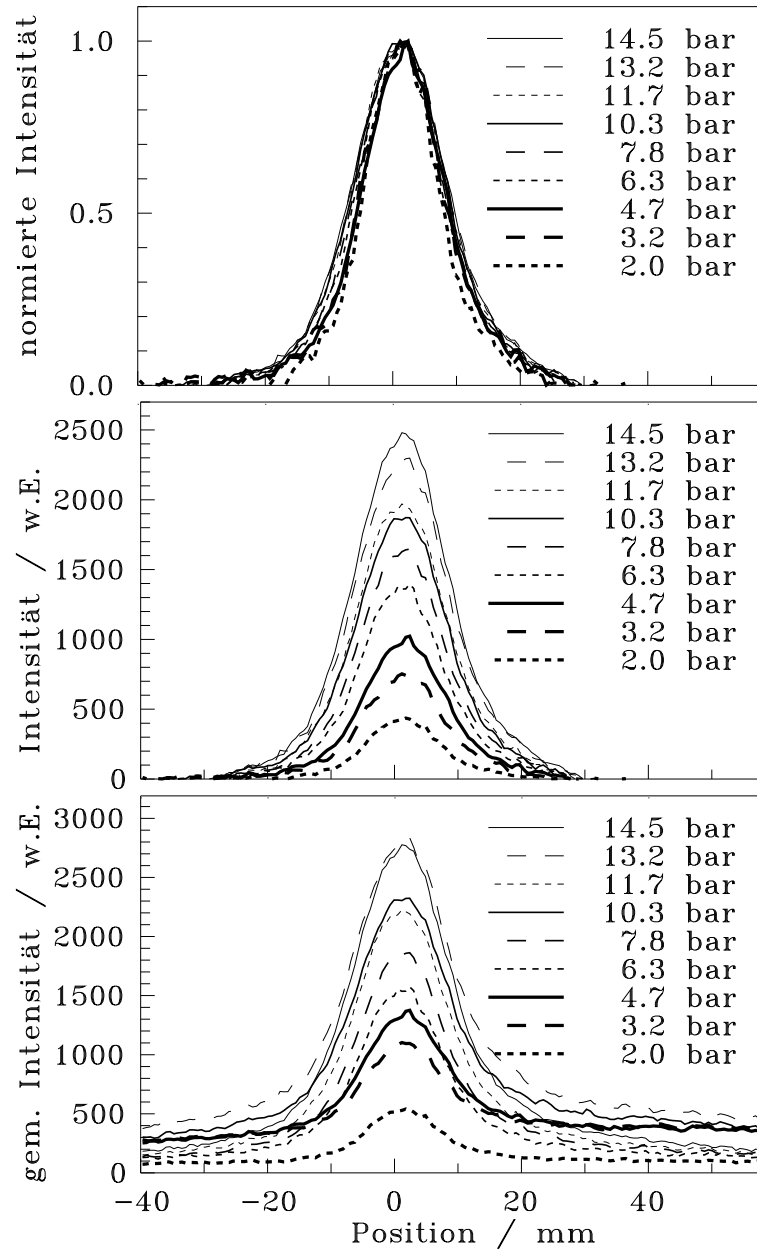 normierte Intensität
1.0
0.5
0.0
14.5 bar
13.2 bar
11.7 bar
10.3 bar
7.8 bar
6.3 bar
4.7 bar
3.2 bar
2.0 bar
Intensität / w.E.
2500
2000
1500
1000
500
0
14.5 bar
13.2 bar
11.7 bar
10.3 bar
7.8 bar
6.3 bar
4.7 bar
3.2 bar
2.0 bar
gem. Intensität / w.E.
3000
2500
2000
1500
1000
500
0
14.5 bar
13.2 bar
11.7 bar
10.3 bar
7.8 bar
6.3 bar
4.7 bar
3.2 bar
2.0 bar
−40 −20 0 20 40
Position / mm